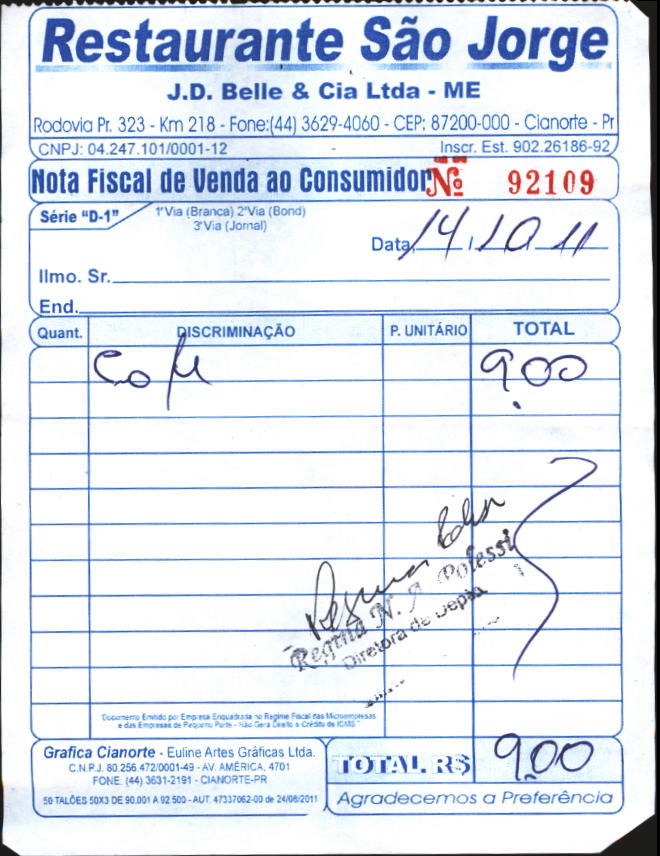 Restaurante São Jorge
J.D. Belle & Cia Ltda - ME
Rodovia Pr. 323 - Km 218 - Fone:(44) 3629-4060 - CEP: 87200-000 - Cianorte - Pr
CNPJ: 04.247.101/0001-12 Inscr. Est. 902.26186-92
Nota Fiscal de Venda ao Consumidor Nº 92109
Série "D-1" 1ª Via (Branca) 2ª Via (Bond)
3ª Via (Jornal)
Data 14 / 10 11
Ilmo. Sr.
End.
Quant. DISCRIMINAÇÃO P. UNITÁRIO TOTAL
Café 9,00
Regina N. Polessi
Diretora de Depto
"Documento Emitido por Empresa Enquadrada no Regime Fiscal das Microempresas
e das Empresas de Pequeno Porte - Não Gera Direito a Crédito de ICMS"
Grafica Cianorte - Euline Artes Gráficas Ltda.
C.N.P.J. 80.256.472/0001-49 - AV. AMÉRICA, 4701
FONE: (44) 3631-2191 - CIANORTE-PR
50 TALÕES 50X3 DE 90.001 A 92.500 - AUT. 47337062-00 de 24/08/2011
TOTAL R$ 9,00
Agradecemos a Preferência